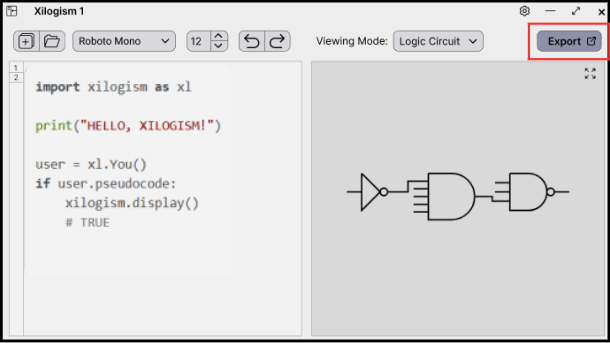 Xilogism 1
Roboto Mono 12 Viewing Mode: Logic Circuit Export
1
2
import xilogism as xl
print("HELLO, XILOGISM!")
user = xl.You()
if user.pseudocode:
    xilogism.display()
    # TRUE